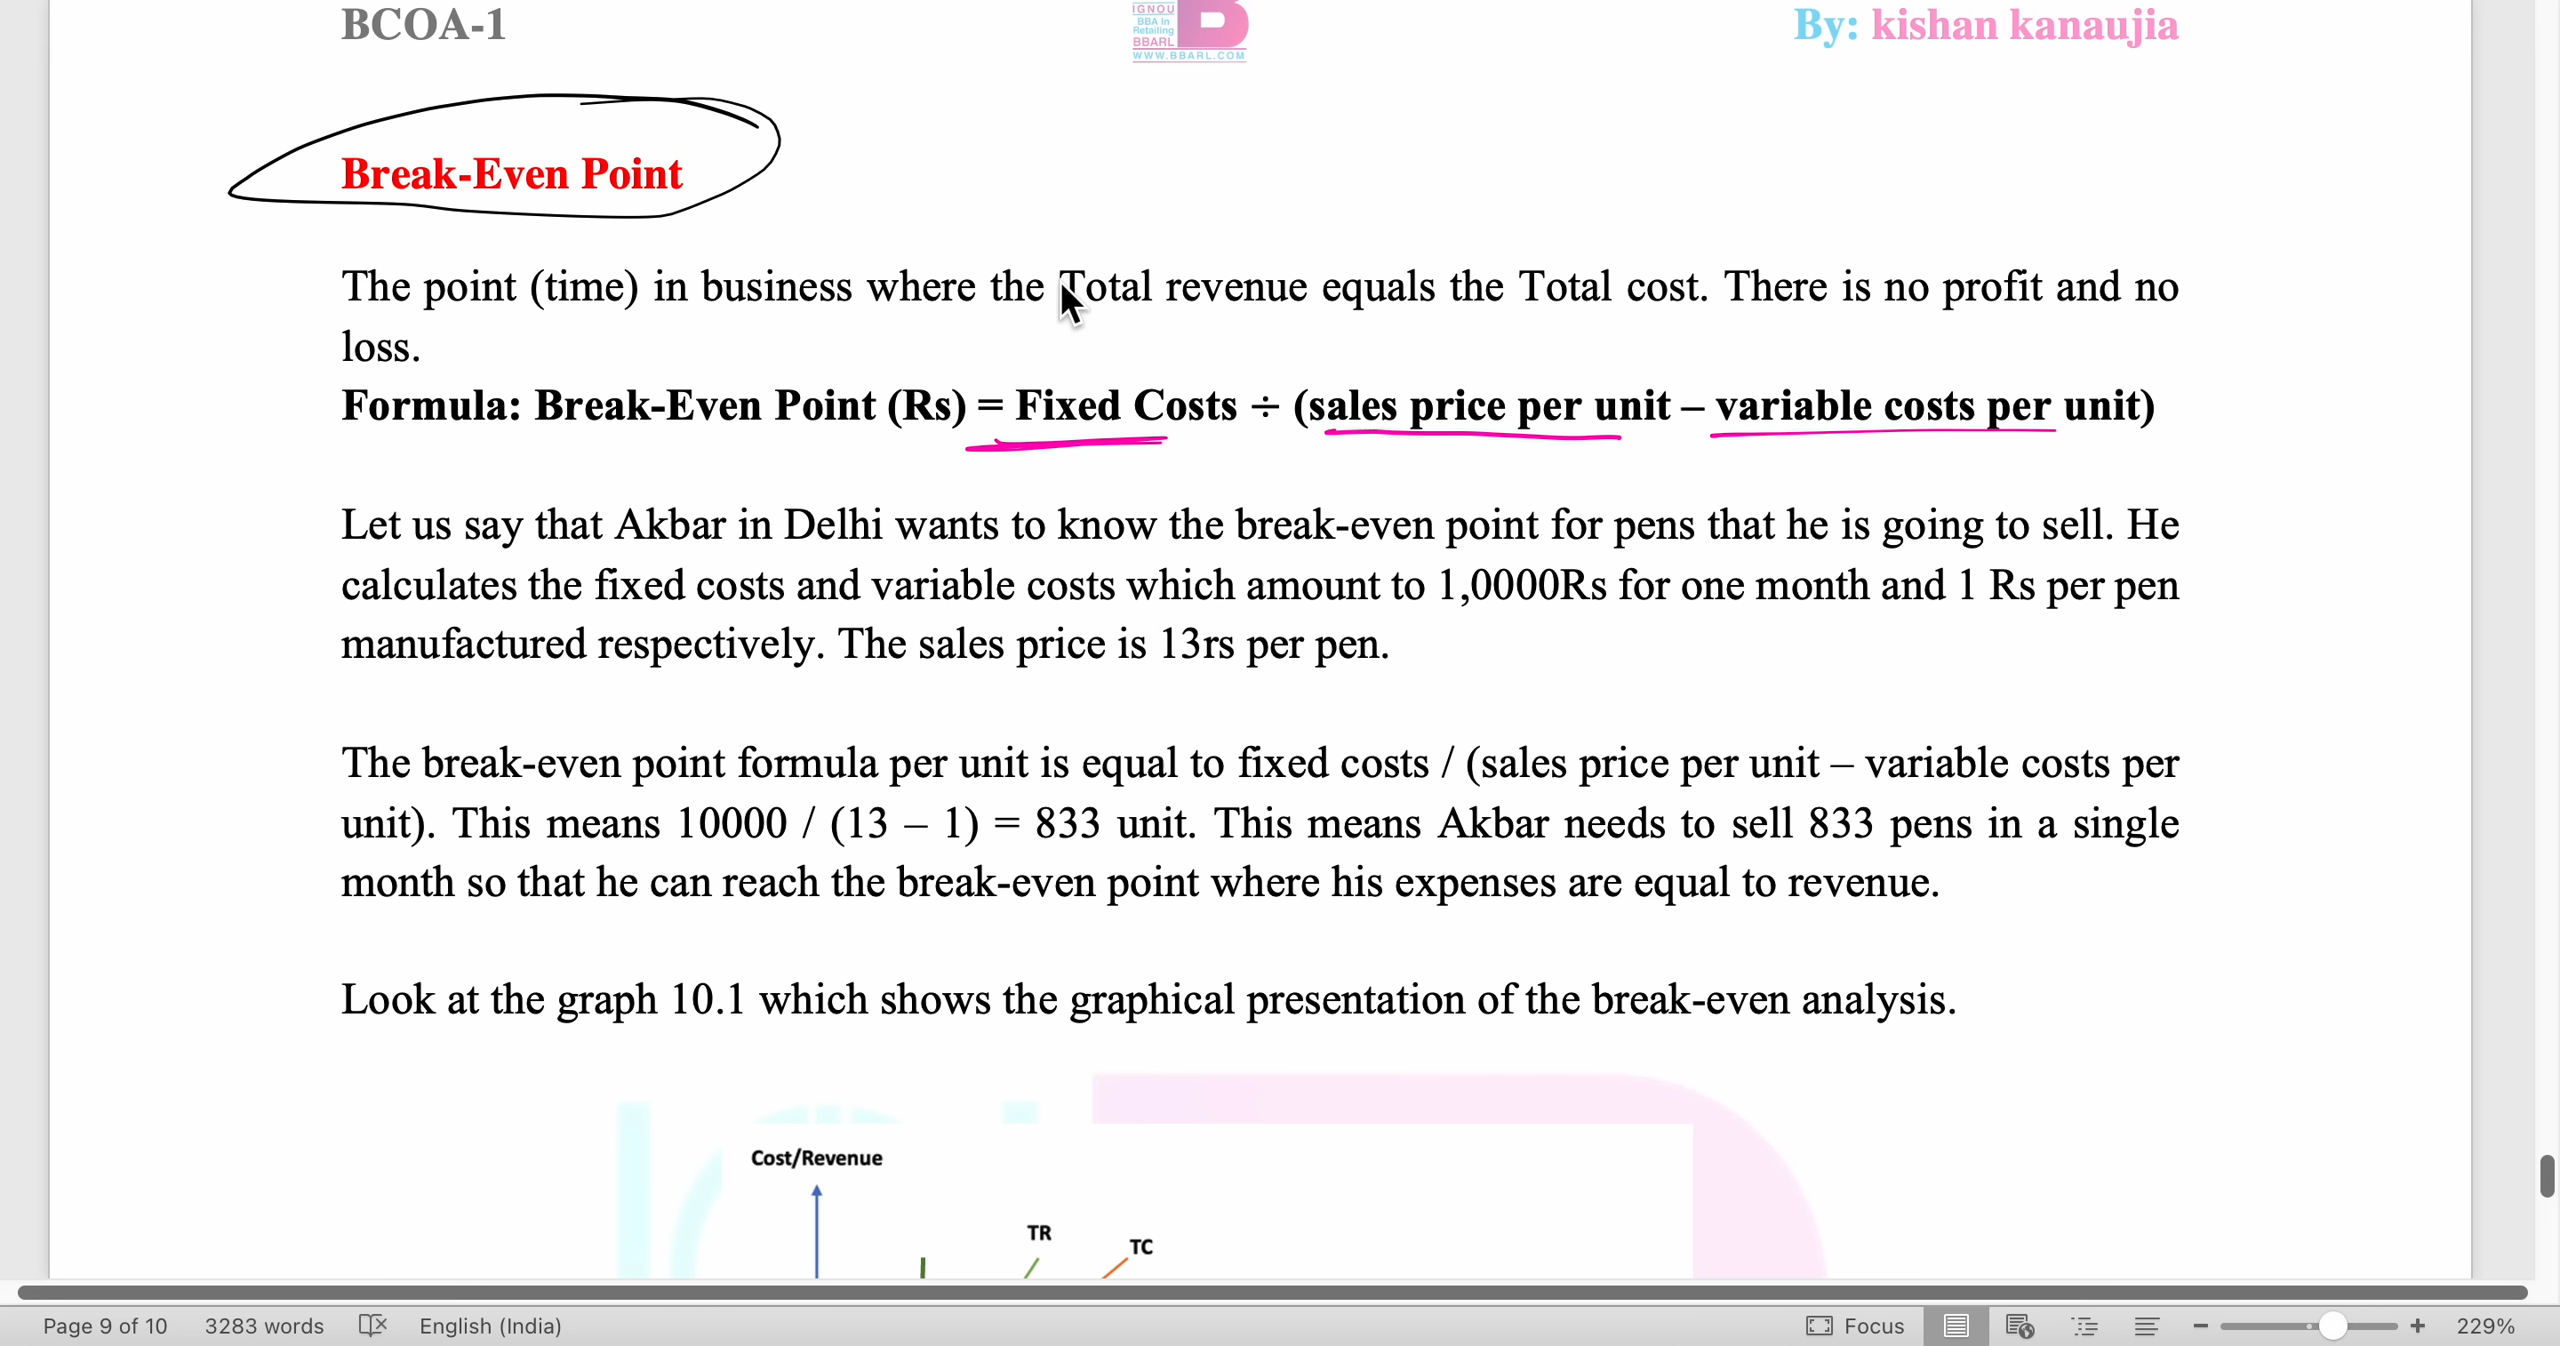 BCOA-1
IGNOU
BBA In
Retailing
BBARL
WWW.BBARL.COM
By: kishan kanaujia
Break-Even Point
The point (time) in business where the Total revenue equals the Total cost. There is no profit and no
loss.
Formula: Break-Even Point (Rs) = Fixed Costs ÷ (sales price per unit – variable costs per unit)
Let us say that Akbar in Delhi wants to know the break-even point for pens that he is going to sell. He
calculates the fixed costs and variable costs which amount to 1,0000Rs for one month and 1 Rs per pen
manufactured respectively. The sales price is 13rs per pen.
The break-even point formula per unit is equal to fixed costs / (sales price per unit – variable costs per
unit). This means 10000 / (13 – 1) = 833 unit. This means Akbar needs to sell 833 pens in a single
month so that he can reach the break-even point where his expenses are equal to revenue.
Look at the graph 10.1 which shows the graphical presentation of the break-even analysis.
Cost/Revenue
TR
TC
Page 9 of 10 3283 words English (India) Focus 229%